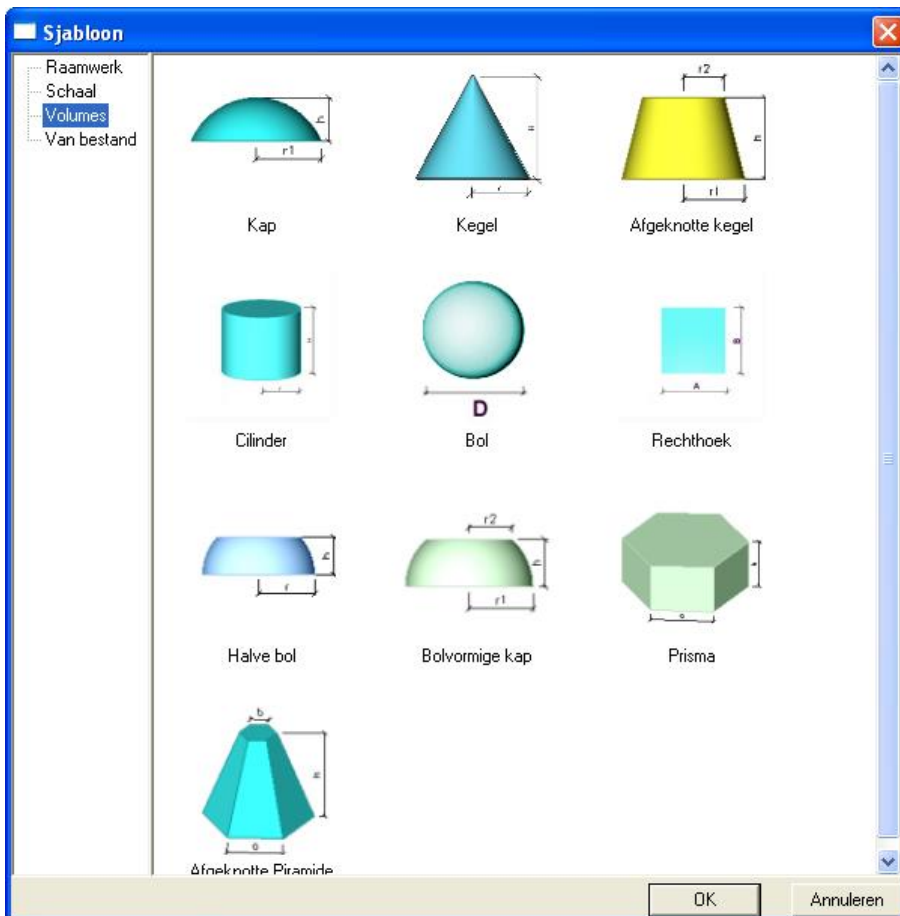 Sjabloon
Raamwerk
Schaal
Volumes
Van bestand
h
r1
Kap
r
Kegel
r2
h
r1
Afgeknotte kegel
Cilinder
D
Bol
B
A
Rechthoek
h
r
Halve bol
r2
h
r1
Bolvormige kap
Prisma
b
h
Afgeknotte Piramide
OK
Annuleren